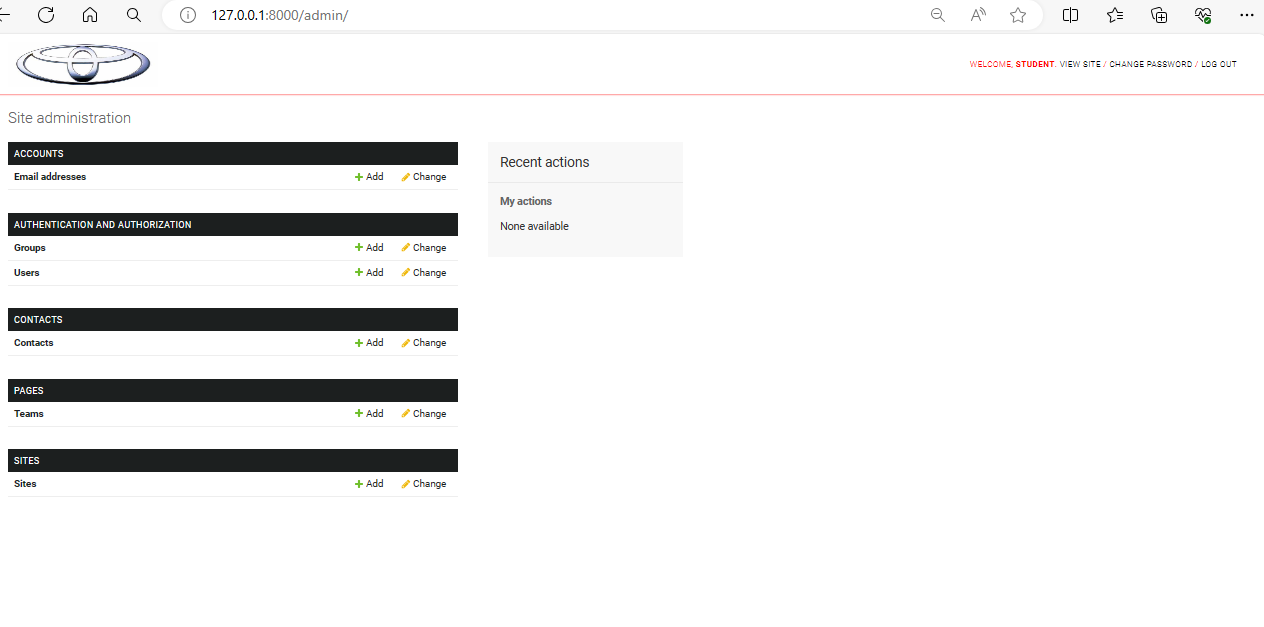 127.0.0.1:8000/admin/
WELCOME, STUDENT. VIEW SITE / CHANGE PASSWORD / LOG OUT
Site administration
ACCOUNTS
Email addresses Add Change
AUTHENTICATION AND AUTHORIZATION
Groups Add Change
Users Add Change
CONTACTS
Contacts Add Change
PAGES
Teams Add Change
SITES
Sites Add Change
Recent actions
My actions
None available